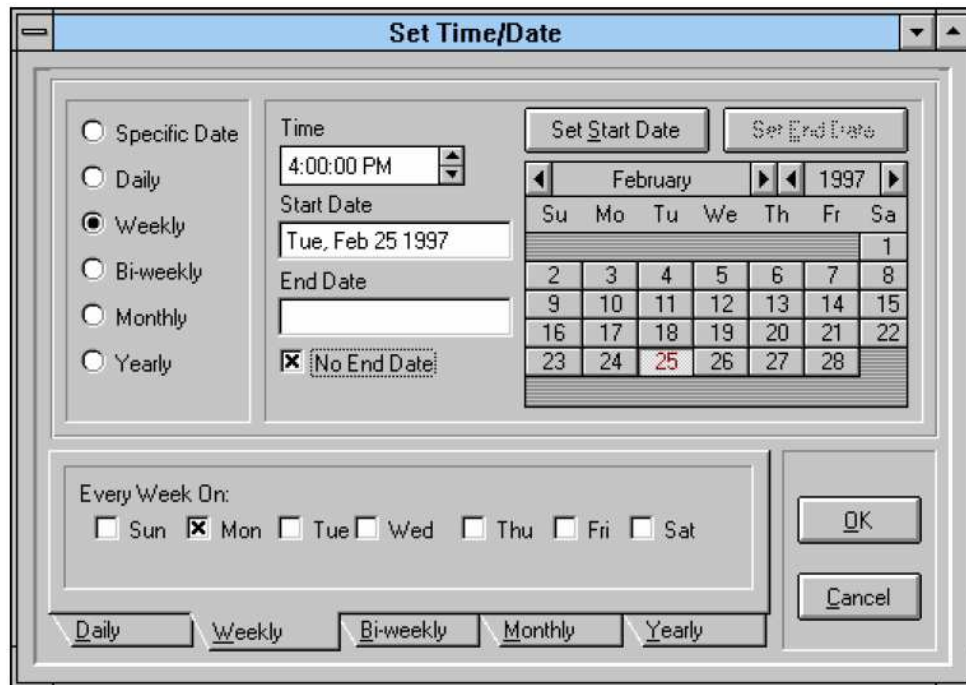 Set Time/Date
Specific Date
Daily
Weekly
Bi-weekly
Monthly
Yearly
Time
4:00:00 PM
Start Date
Tue, Feb 25 1997
End Date
No End Date
Set Start Date Set End Date
February 1997
Su Mo Tu We Th Fr Sa
1
2 3 4 5 6 7 8
9 10 11 12 13 14 15
16 17 18 19 20 21 22
23 24 25 26 27 28
Every Week On:
Sun Mon Tue Wed Thu Fri Sat
OK
Cancel
Daily Weekly Bi-weekly Monthly Yearly